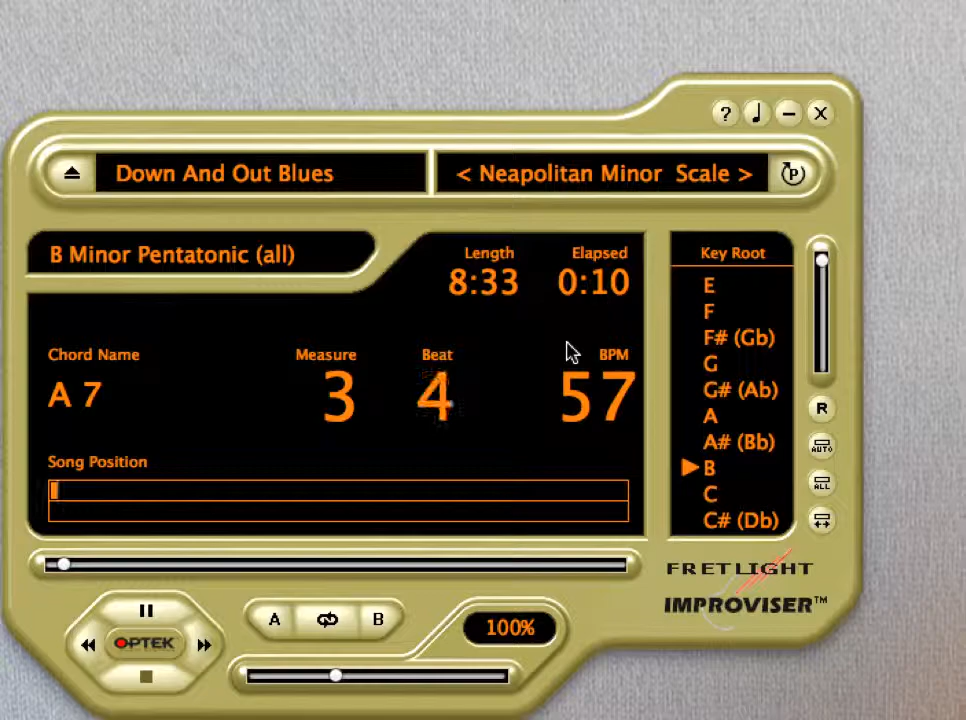 ? ♩ − X
Down And Out Blues
< Neapolitan Minor Scale >
P
B Minor Pentatonic (all)
Length
8:33
Elapsed
0:10
Chord Name
A 7
Measure
3
Beat
4
BPM
57
Song Position
Key Root
E
F
F# (Gb)
G
G# (Ab)
A
A# (Bb)
B
C
C# (Db)
R
AUTO
ALL
FRETLIGHT
IMPROVISER™
OPTEK
A
B
100%